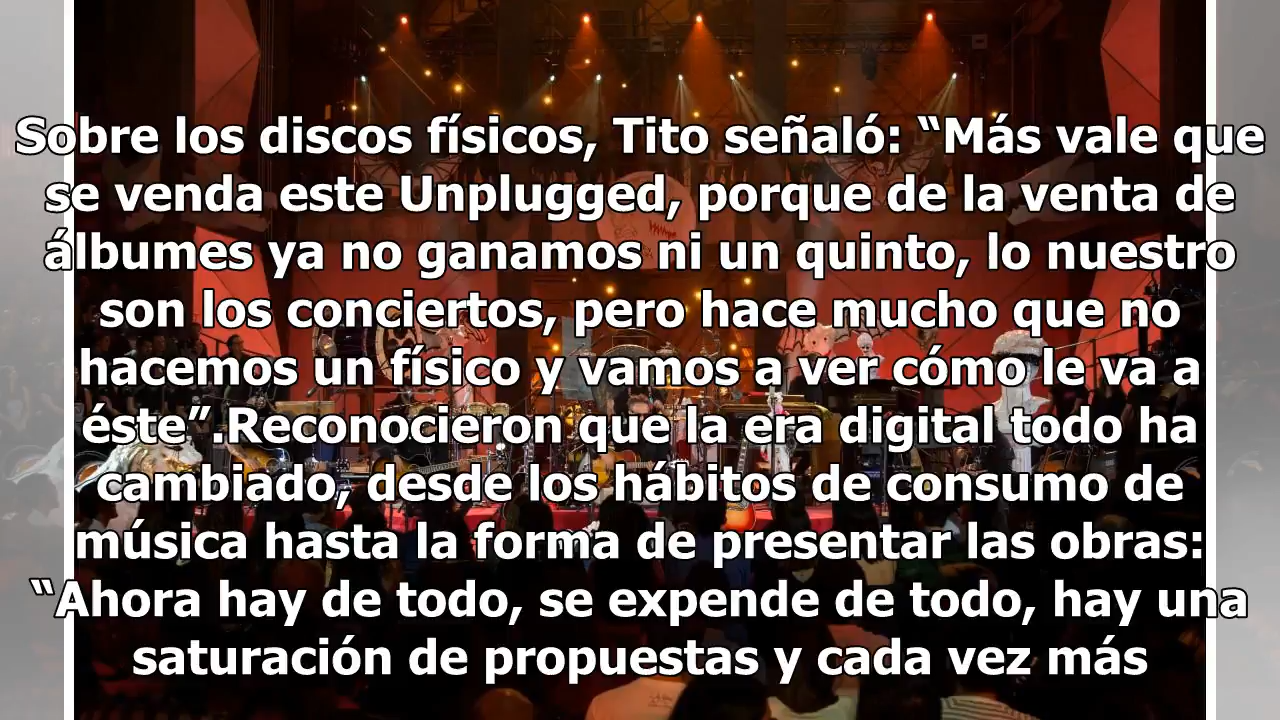 Sobre los discos físicos, Tito señaló: “Más vale que
se venda este Unplugged, porque de la venta de
álbumes ya no ganamos ni un quinto, lo nuestro
son los conciertos, pero hace mucho que no
hacemos un físico y vamos a ver cómo le va a
éste”.Reconocieron que la era digital todo ha
cambiado, desde los hábitos de consumo de
música hasta la forma de presentar las obras:
“Ahora hay de todo, se expende de todo, hay una
saturación de propuestas y cada vez más